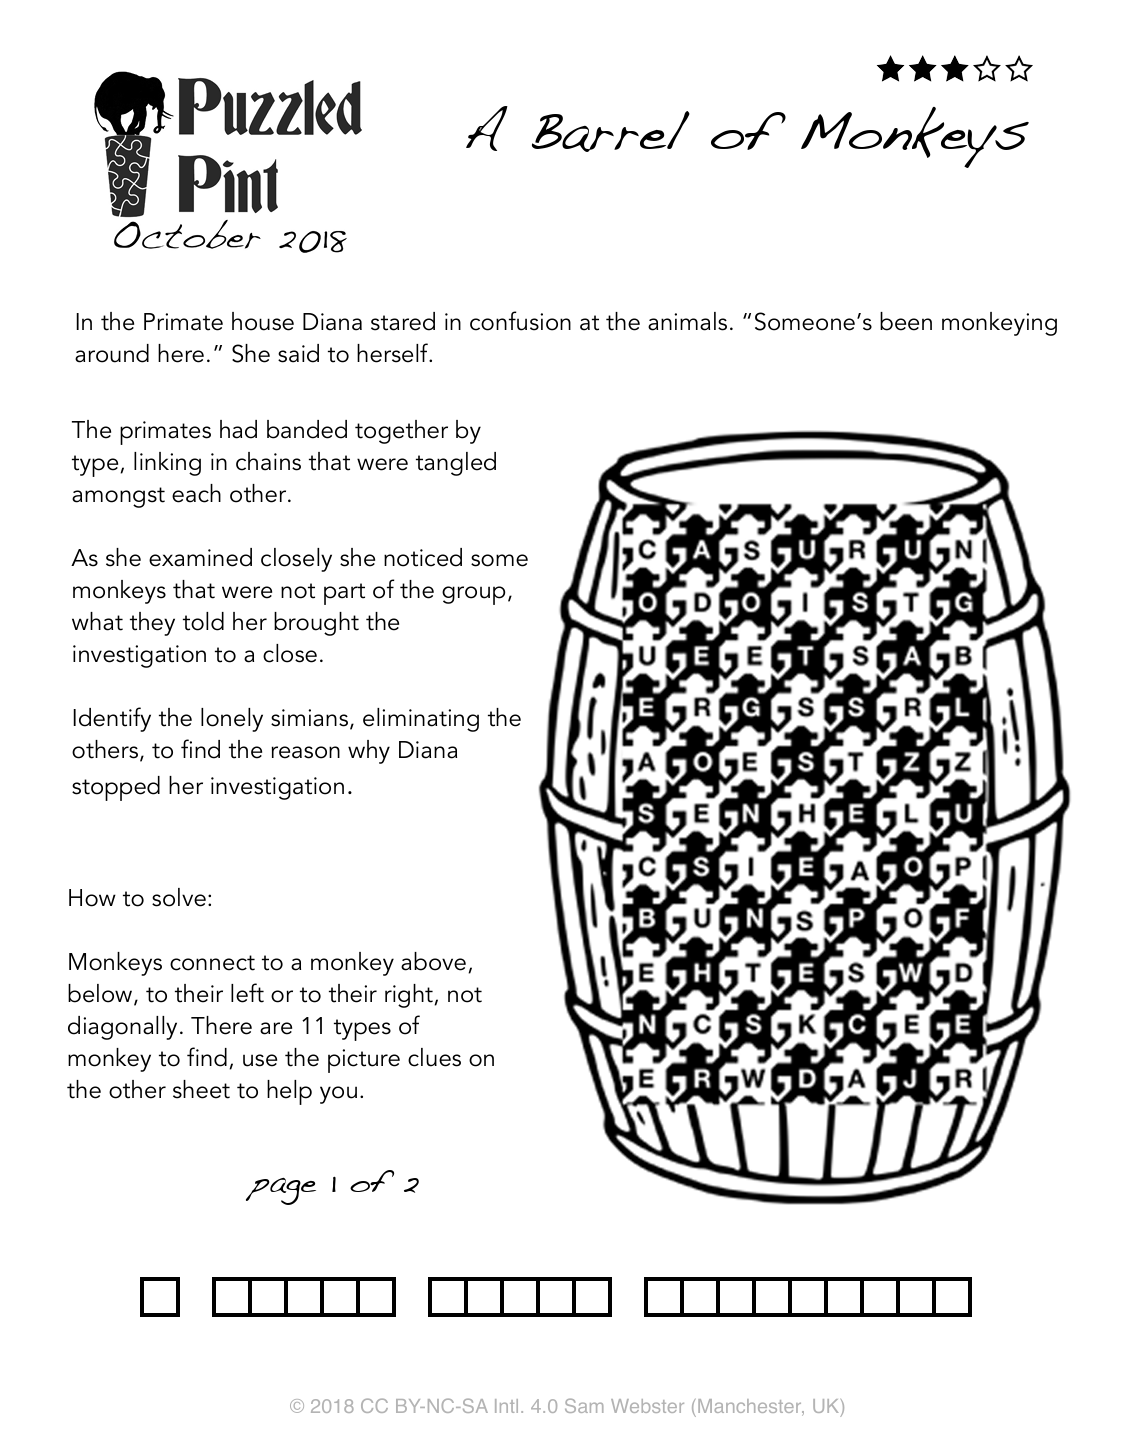 Puzzled
Pint
October 2018
A Barrel of Monkeys
In the Primate house Diana stared in confusion at the animals. “Someone’s been monkeying
around here.” She said to herself.
The primates had banded together by
type, linking in chains that were tangled
amongst each other.
As she examined closely she noticed some
monkeys that were not part of the group,
what they told her brought the
investigation to a close.
Identify the lonely simians, eliminating the
others, to find the reason why Diana
stopped her investigation.
How to solve:
Monkeys connect to a monkey above,
below, to their left or to their right, not
diagonally. There are 11 types of
monkey to find, use the picture clues on
the other sheet to help you.
page 1 of 2
C A S U R U N
O D O I S T G
U E E T S A B
E R G S S R L
A O E S T Z Z
S E N H E L U
C S I E A O P
B U N S P O F
E H T E S W D
N C S K C E E
E R W D A J R
© 2018 CC BY-NC-SA Intl. 4.0 Sam Webster (Manchester, UK)